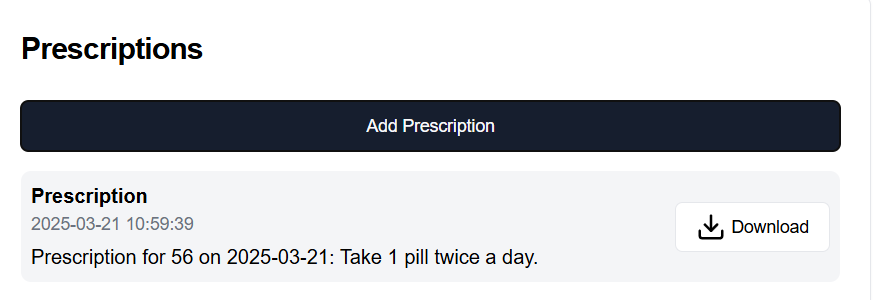 Prescriptions
Add Prescription
Prescription
2025-03-21 10:59:39
Prescription for 56 on 2025-03-21: Take 1 pill twice a day.
Download